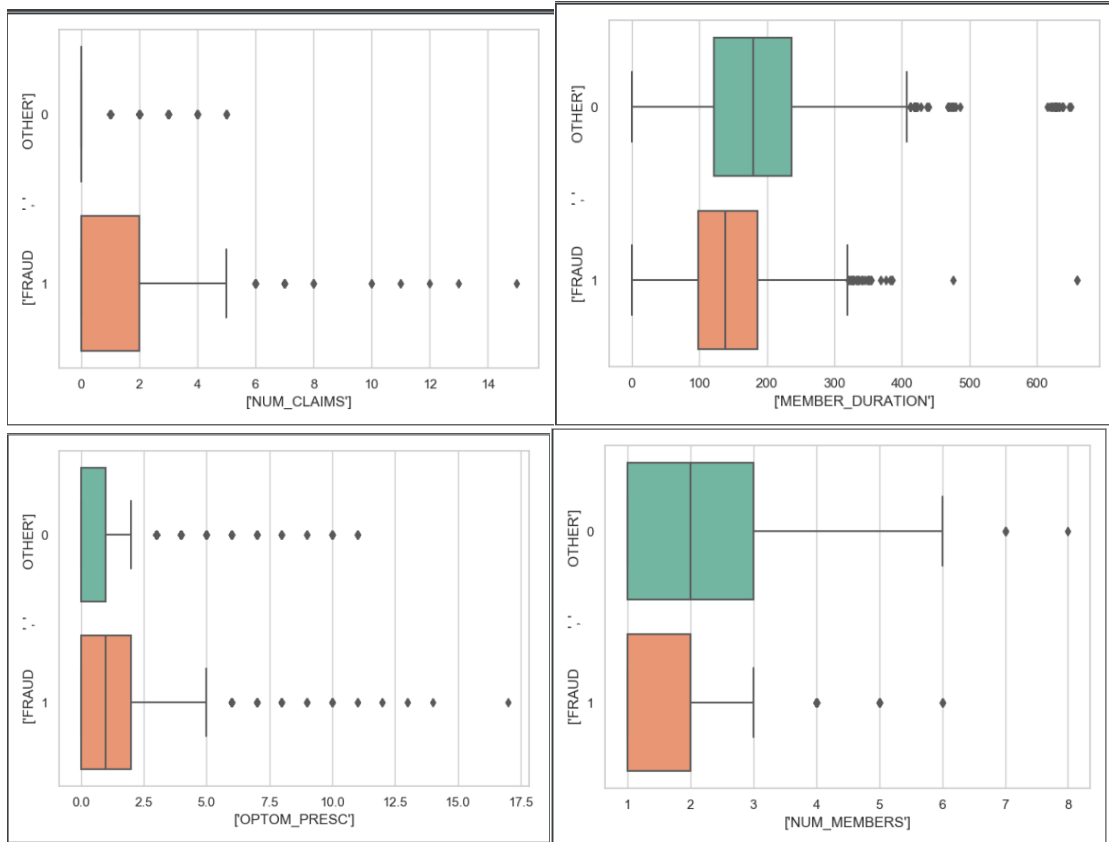 OTHER']
0
','
['FRAUD
1
0 2 4 6 8 10 12 14
['NUM_CLAIMS']
OTHER']
0
','
['FRAUD
1
0 100 200 300 400 500 600
['MEMBER_DURATION']
OTHER']
0
','
['FRAUD
1
0.0 2.5 5.0 7.5 10.0 12.5 15.0 17.5
['OPTOM_PRESC']
OTHER']
0
','
['FRAUD
1
1 2 3 4 5 6 7 8
['NUM_MEMBERS']